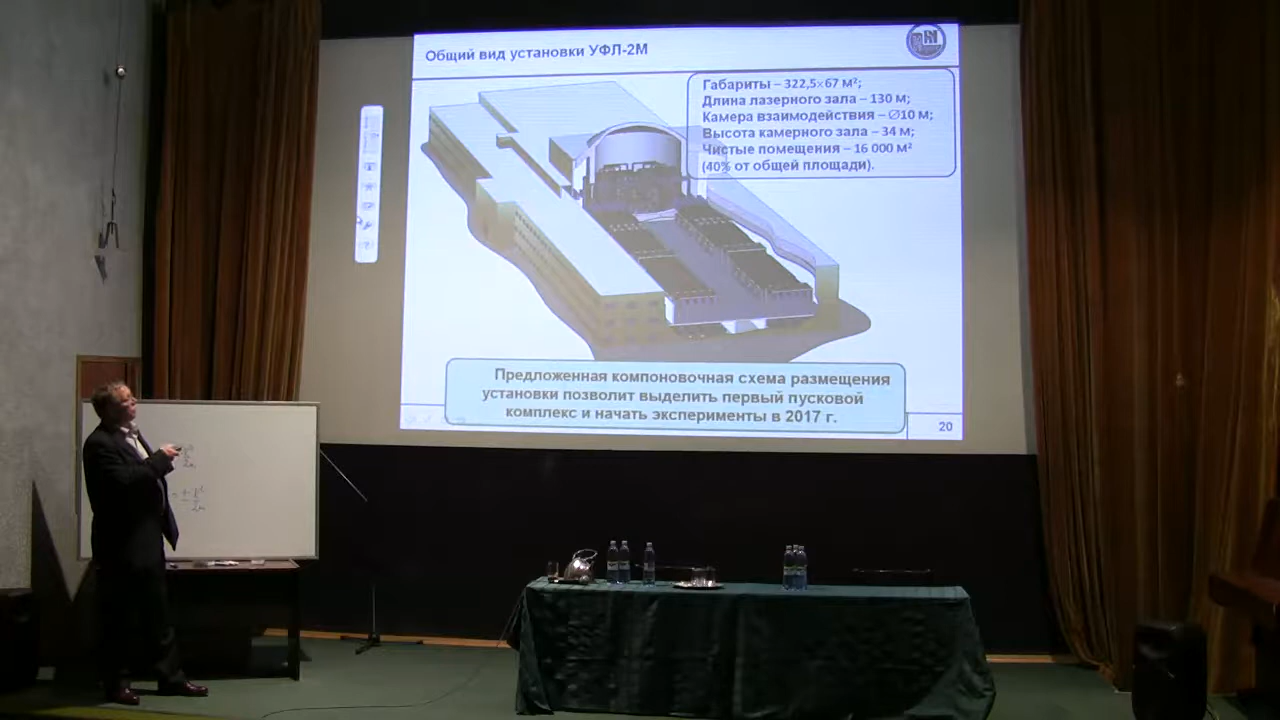 Общий вид установки УФЛ-2М
Габариты – 322,5×67 м²;
Длина лазерного зала – 130 м;
Камера взаимодействия – ∅10 м;
Высота камерного зала – 34 м;
Чистые помещения – 16 000 м²
(40% от общей площади).
Предложенная компоновочная схема размещения
установки позволит выделить первый пусковой
комплекс и начать эксперименты в 2017 г.
20